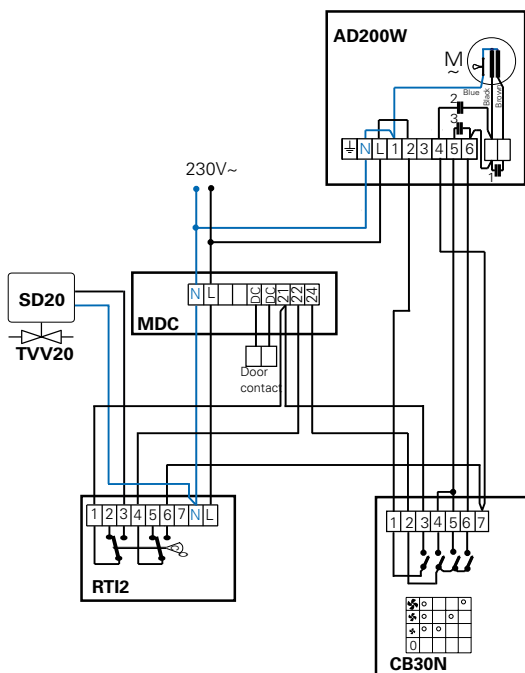 AD200W
M
~
Blue
Black
Brown
2
3
1
N L 1 2 3 4 5 6
230V~
N L DC DC 21 22 24
MDC
SD20
TVV20
Door
contact
1 2 3 4 5 6 7 N L
RTI2
1 2 3 4 5 6 7
0
CB30N